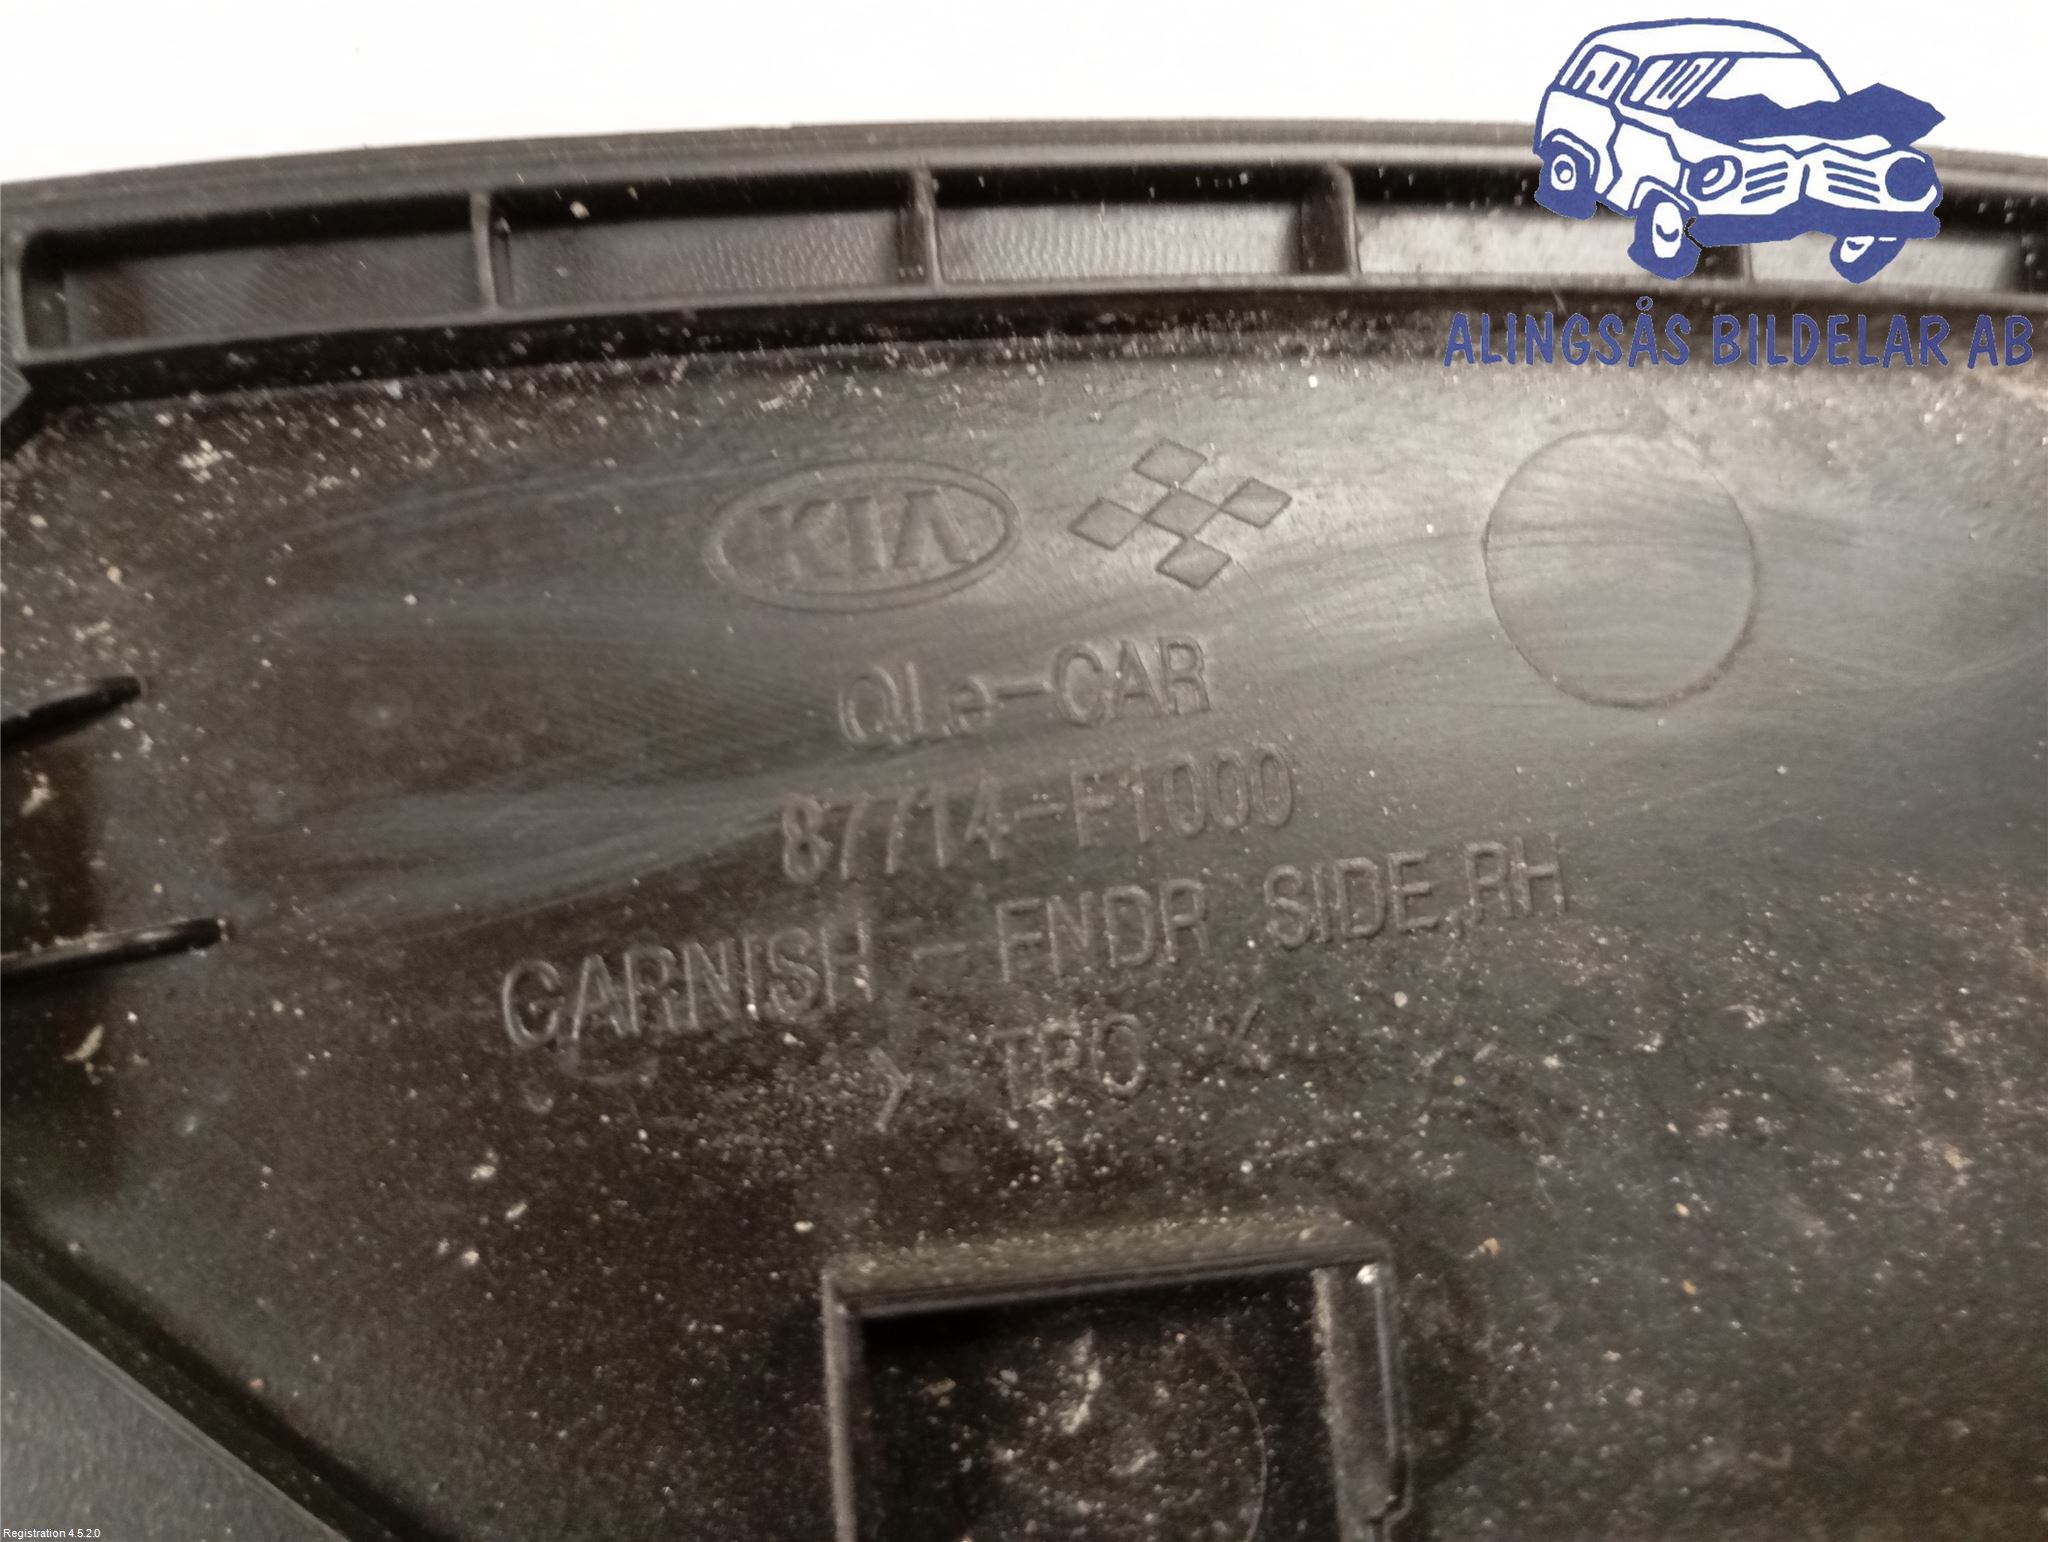 ALINGSÅS BILDELAR AB
KIA
QLe-CAR
87714-F1000
GARNISH - FNDR SIDE,RH
> TPO <
Registration 4.5.2.0